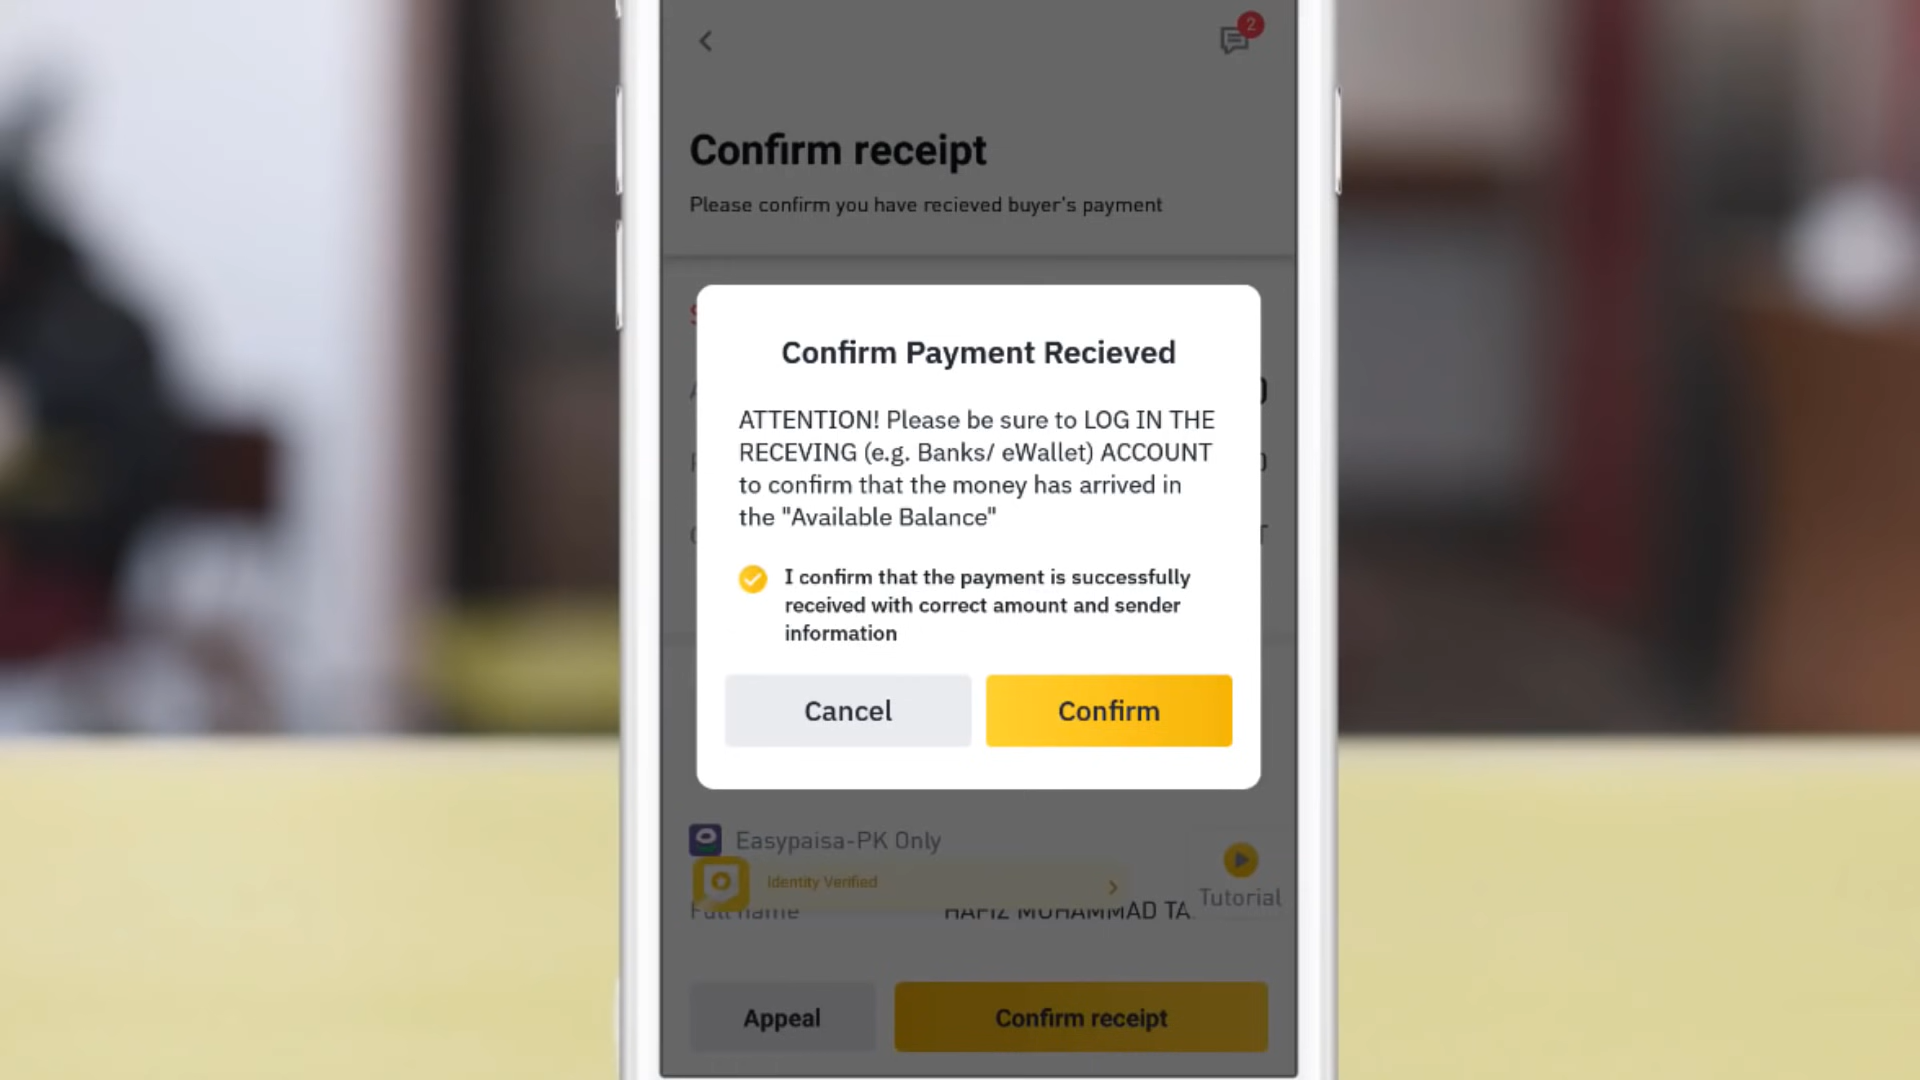 2
Confirm receipt
Please confirm you have recieved buyer's payment
Confirm Payment Recieved
ATTENTION! Please be sure to LOG IN THE
RECEVING (e.g. Banks/ eWallet) ACCOUNT
to confirm that the money has arrived in
the "Available Balance"
I confirm that the payment is successfully
received with correct amount and sender
information
Cancel
Confirm
Easypaisa-PK Only
Identity Verified
Tutorial
Full name
HAFIZ MUHAMMAD TA
Appeal
Confirm receipt